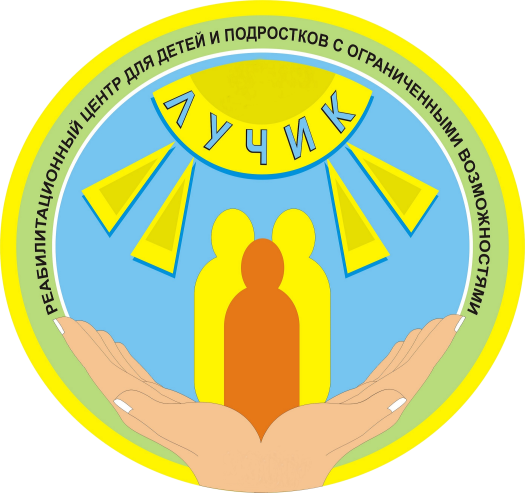 РЕАБИЛИТАЦИОННЫЙ ЦЕНТР ДЛЯ ДЕТЕЙ И ПОДРОСТКОВ С ОГРАНИЧЕННЫМИ ВОЗМОЖНОСТЯМИ
ЛУЧИК